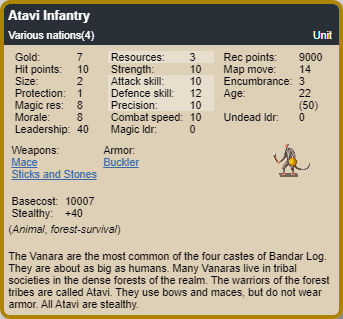 Atavi Infantry
Various nations(4) Unit
Gold: 7 Resources: 3 Rec points: 9000
Hit points: 10 Strength: 10 Map move: 14
Size: 2 Attack skill: 10 Encumbrance: 3
Protection: 1 Defence skill: 12 Age: 22
Magic res: 8 Precision: 10 (50)
Morale: 8 Combat speed: 10 Undead ldr: 0
Leadership: 40 Magic ldr: 0
Weapons: Armor:
Mace Buckler
Sticks and Stones
Basecost: 10007
Stealthy: +40
(Animal, forest-survival)
The Vanara are the most common of the four castes of Bandar Log.
They are about as big as humans. Many Vanaras live in tribal
societies in the dense forests of the realm. The warriors of the forest
tribes are called Atavi. They use bows and maces, but do not wear
armor. All Atavi are stealthy.